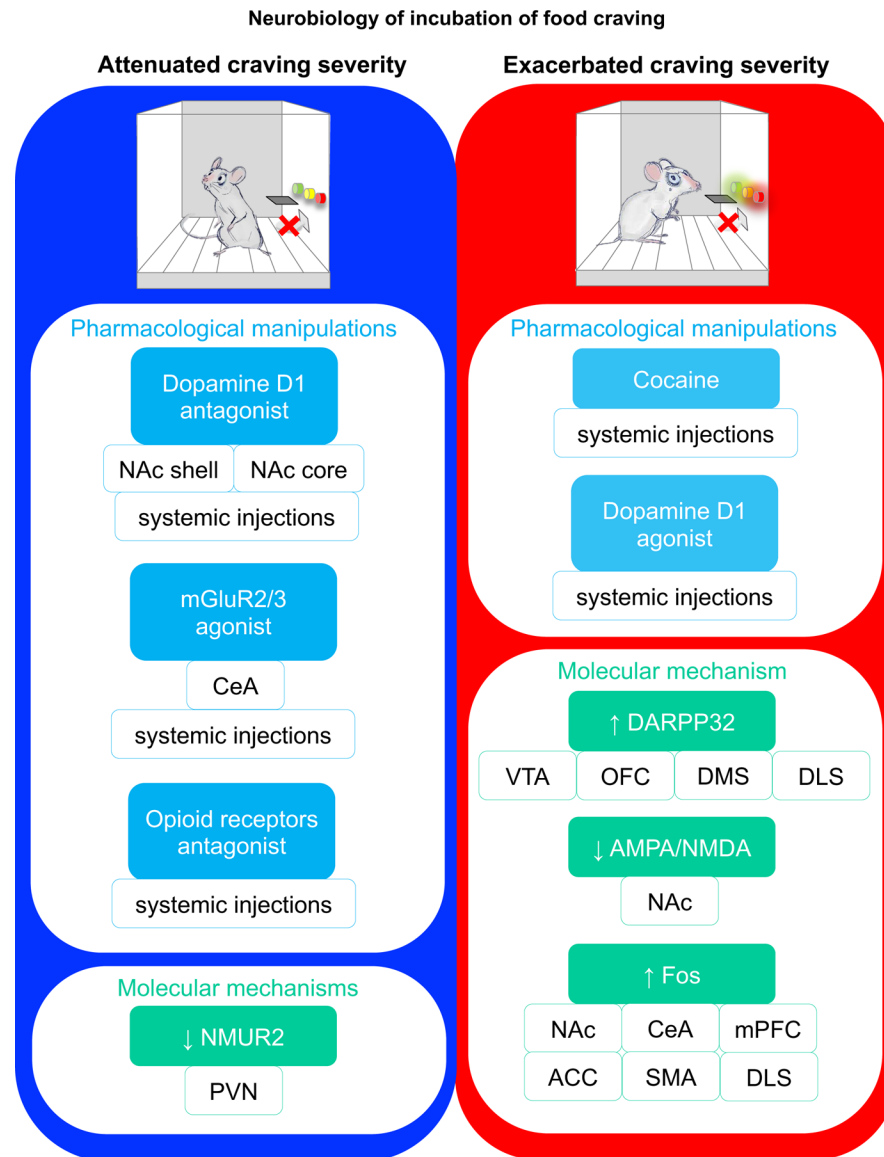 Neurobiology of incubation of food craving
Attenuated craving severity
Pharmacological manipulations
Dopamine D1
antagonist
NAc shell
NAc core
systemic injections
mGluR2/3
agonist
CeA
systemic injections
Opioid receptors
antagonist
systemic injections
Molecular mechanisms
↓ NMUR2
PVN
Exacerbated craving severity
Pharmacological manipulations
Cocaine
systemic injections
Dopamine D1
agonist
systemic injections
Molecular mechanism
↑ DARPP32
VTA
OFC
DMS
DLS
↓ AMPA/NMDA
NAc
↑ Fos
NAc
CeA
mPFC
ACC
SMA
DLS